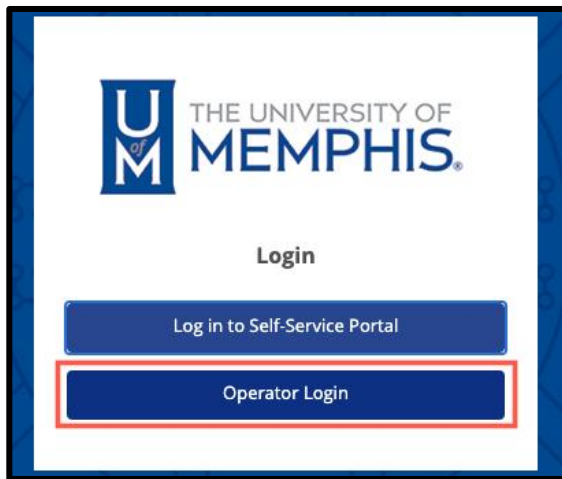 U
of
M
THE UNIVERSITY OF
MEMPHIS®
Login
Log in to Self-Service Portal
Operator Login